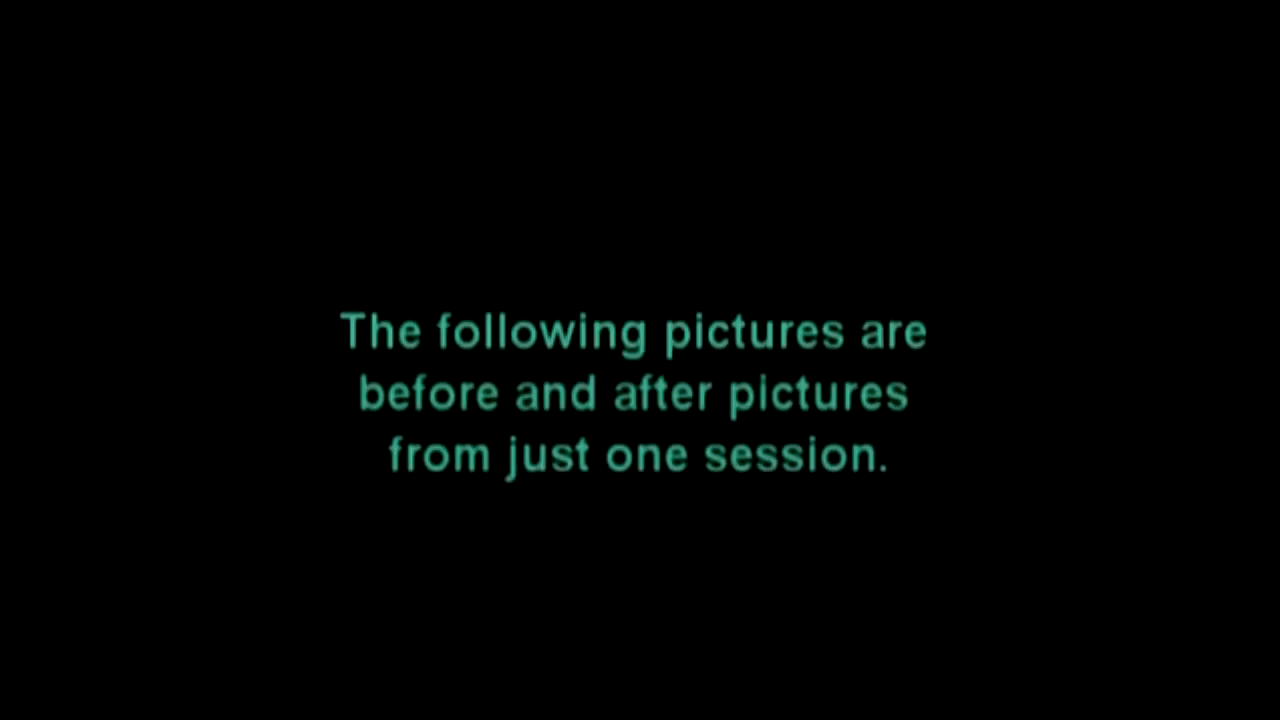 The following pictures are
before and after pictures
from just one session.